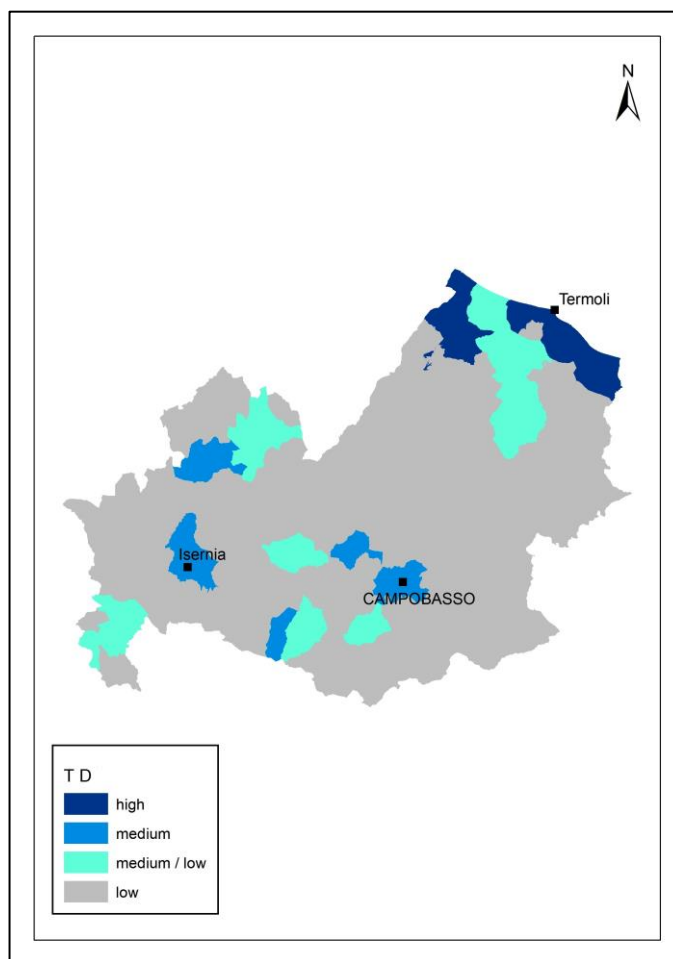 N
Termoli
Isernia
CAMPOBASSO
T D
high
medium
medium / low
low